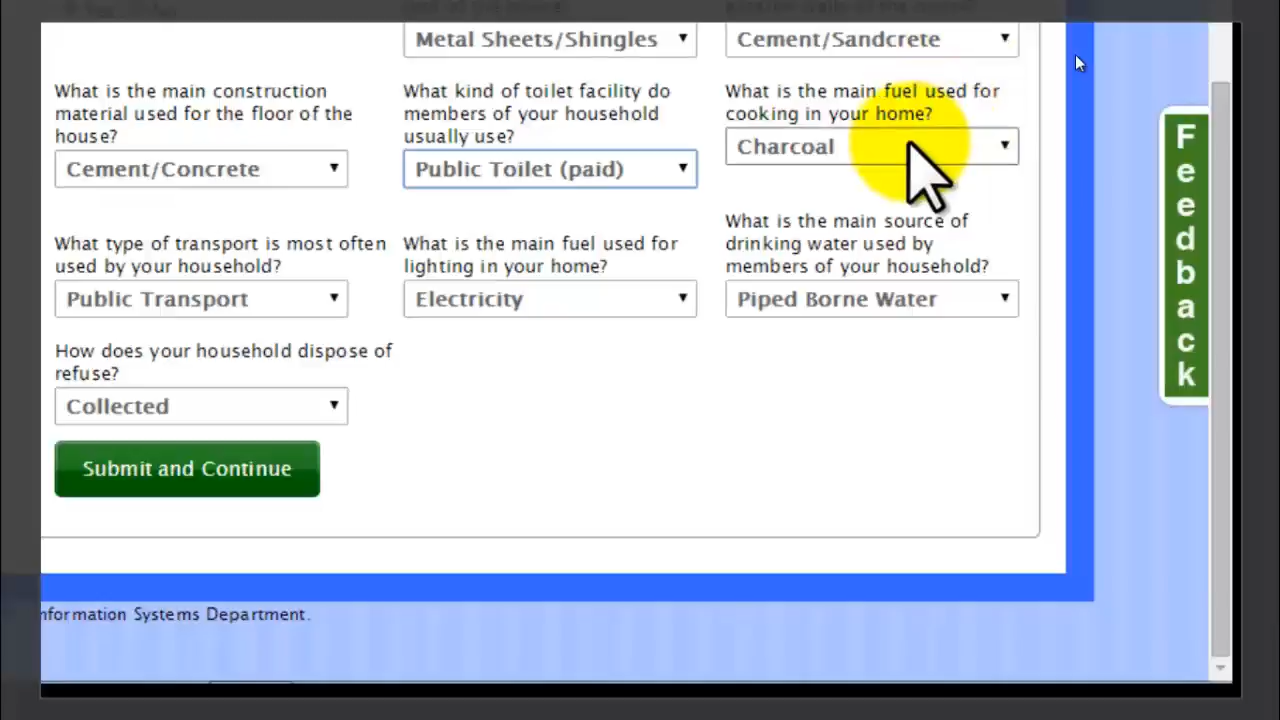 Metal Sheets/Shingles
Cement/Sandcrete
What is the main construction
material used for the floor of the
house?
Cement/Concrete
What kind of toilet facility do
members of your household
usually use?
Public Toilet (paid)
What is the main fuel used for
cooking in your home?
Charcoal
What type of transport is most often
used by your household?
Public Transport
What is the main fuel used for
lighting in your home?
Electricity
What is the main source of
drinking water used by
members of your household?
Piped Borne Water
How does your household dispose of
refuse?
Collected
Submit and Continue
Feedback
nformation Systems Department.